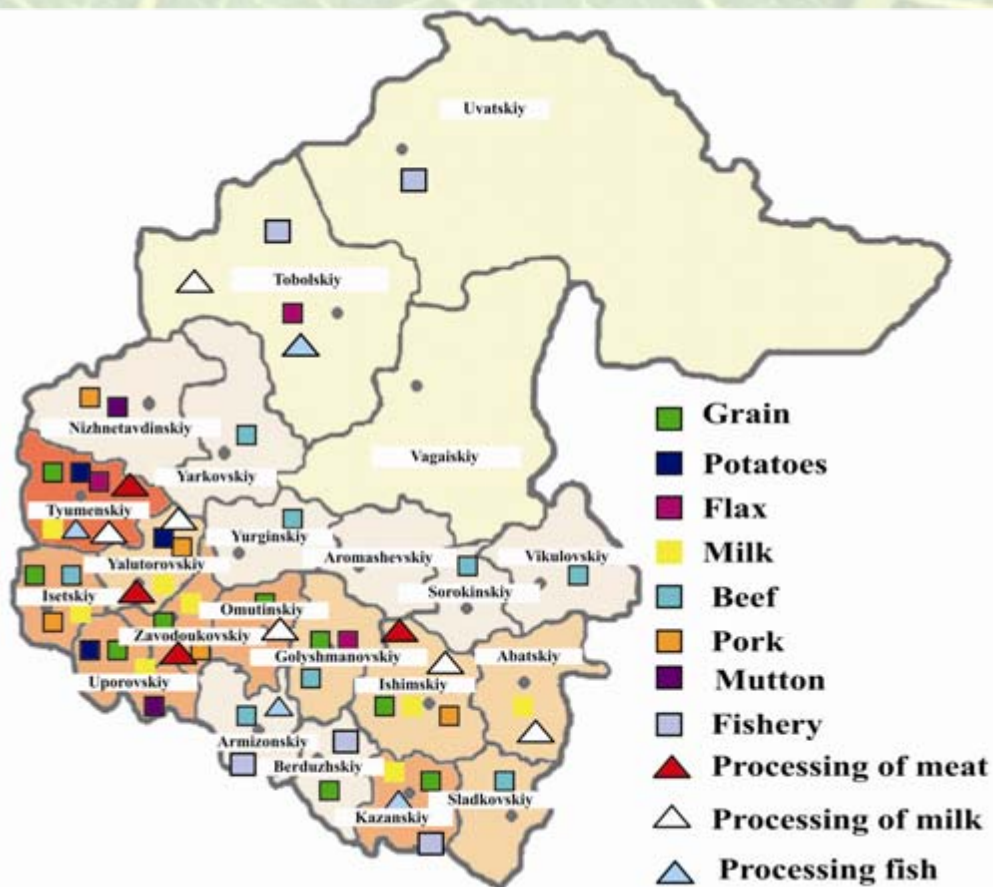 Uvatskiy
Tobolskiy
Nizhnetavdinskiy
Yarkovskiy
Vagaiskiy
Tyumenskiy
Yurginskiy
Aromashevskiy
Vikulovskiy
Yalutorovskiy
Isetskiy
Sorokinskiy
Omutinskiy
Zavodoukovskiy
Golyshmanovskiy
Abatskiy
Uporovskiy
Ishimskiy
Armizonskiy
Berduzhskiy
Sladkovskiy
Kazanskiy
Grain
Potatoes
Flax
Milk
Beef
Pork
Mutton
Fishery
Processing of meat
Processing of milk
Processing fish